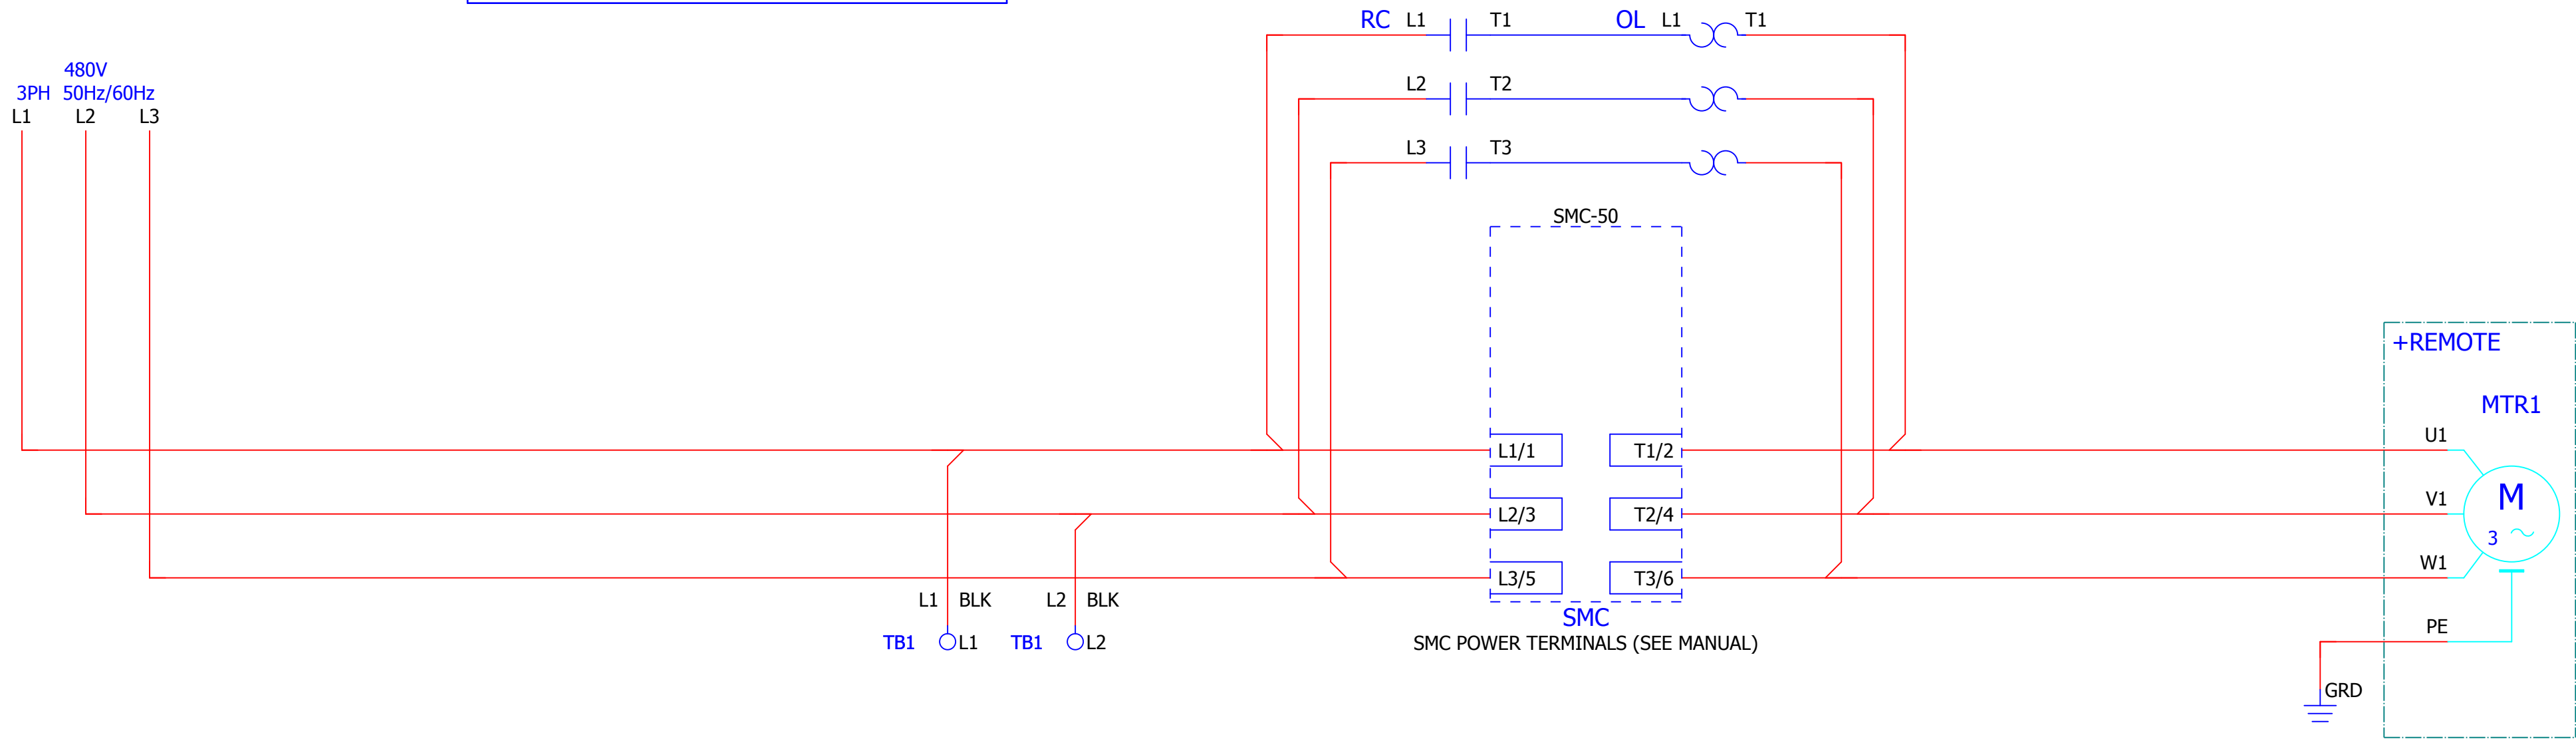 RC L1 T1 OL L1 T1
480V
3PH 50Hz/60Hz
L1 L2 L3
L2 T2
L3 T3
SMC-50
+REMOTE
MTR1
U1
L1/1 T1/2
V1
M
L2/3 T2/4
3
W1
L3/5 T3/6
L1 BLK L2 BLK
SMC
PE
TB1 L1 TB1 L2
SMC POWER TERMINALS (SEE MANUAL)
GRD